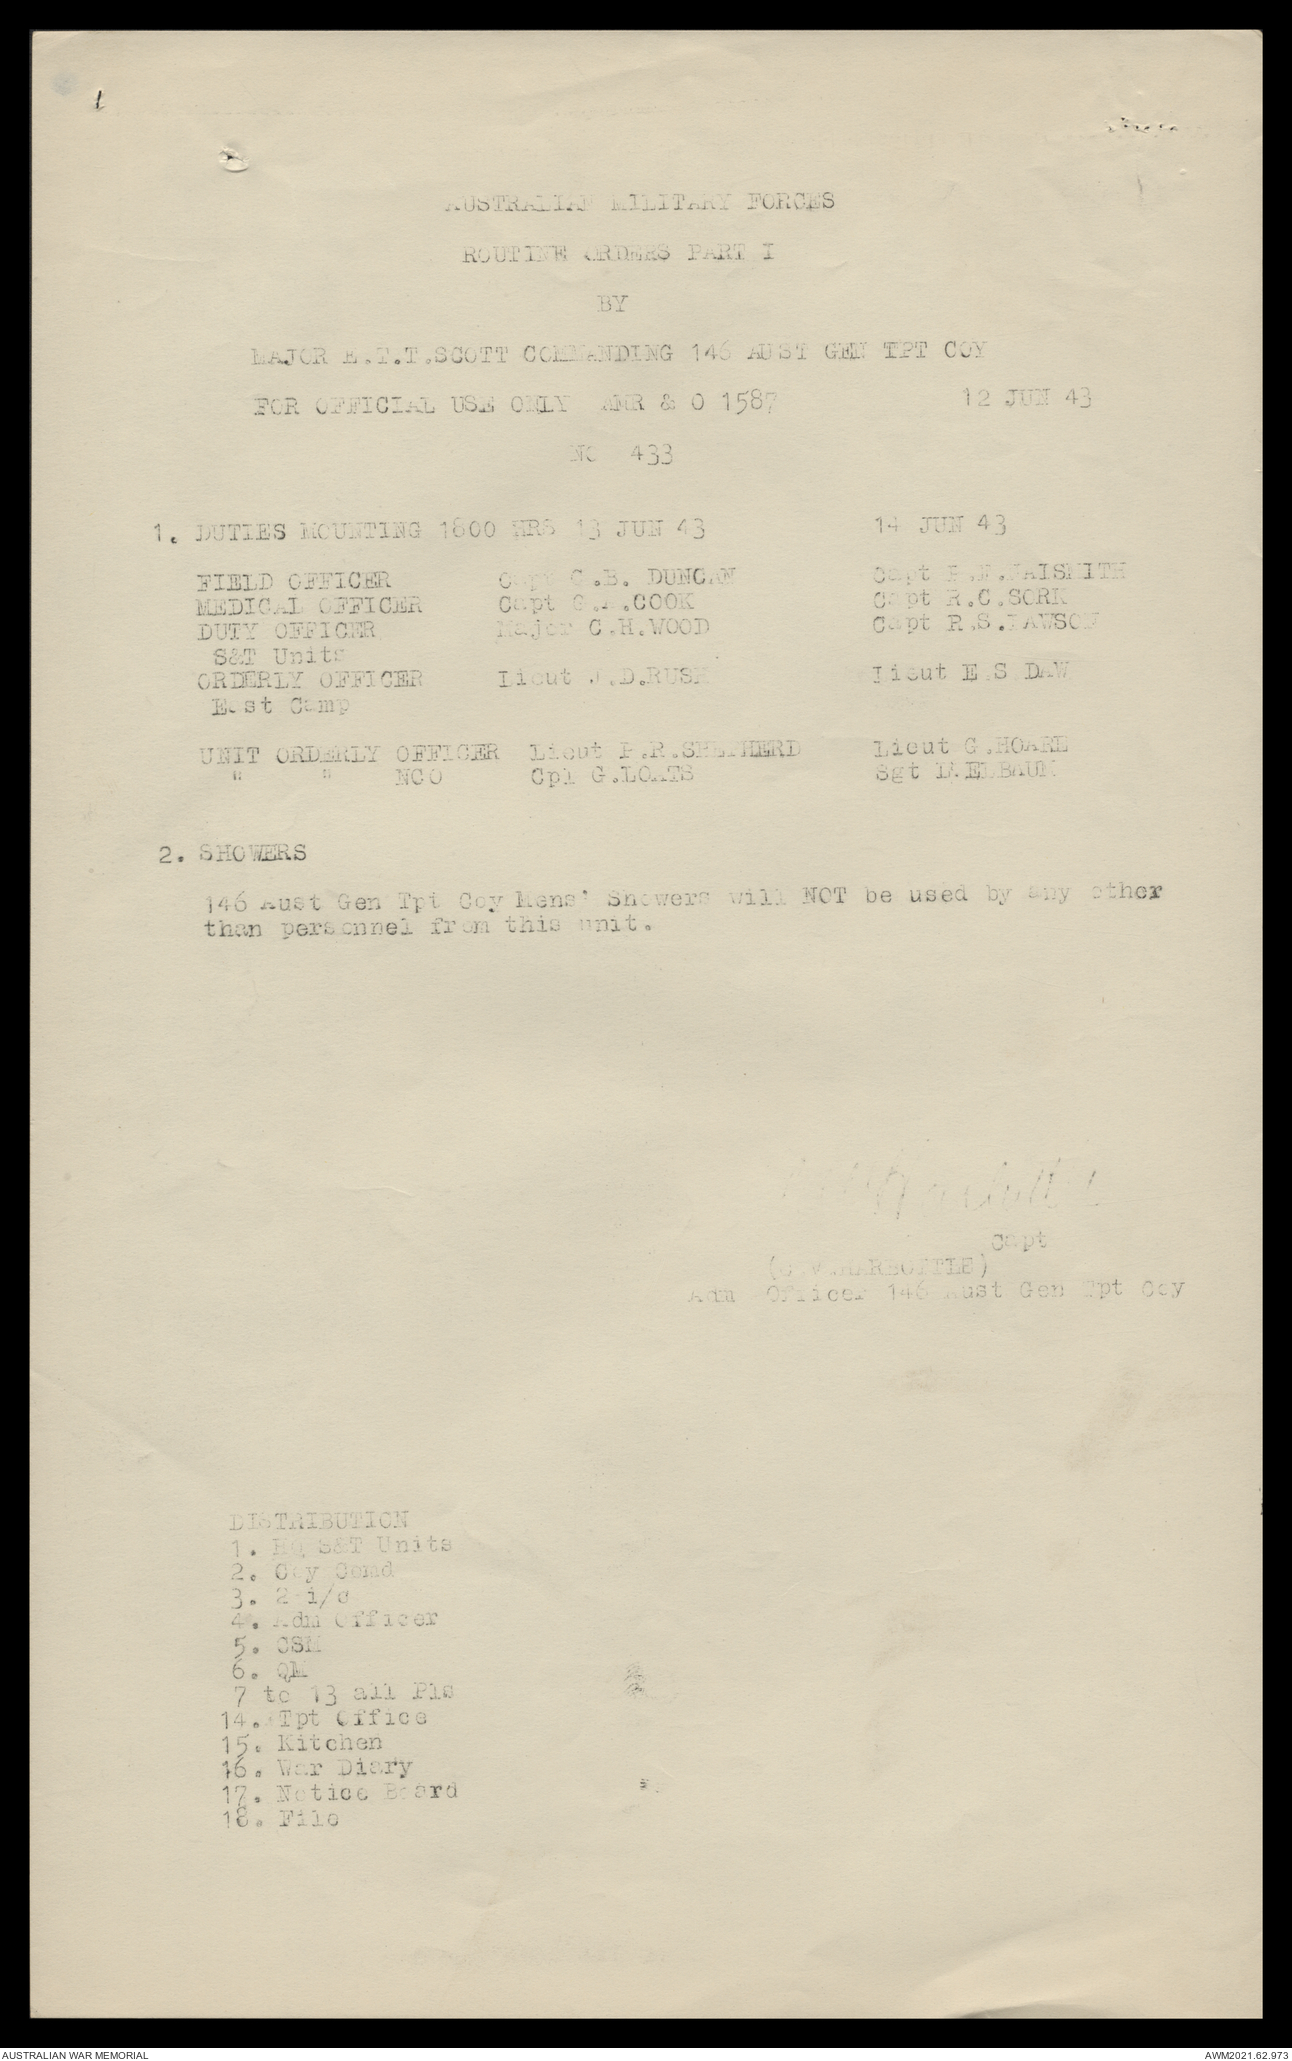 AUSTRALIAN MILITARY FORCES
ROUTINE ORDERS PART I
BY
MAJOR E.T.T.SCOTT COMMANDING 146 AUST GEN TPT COY
FOR OFFICIAL USE ONLY AMR & O 1587 12 JUN 43
NO 433
1. DUTIES MOUNTING 1800 HRS 13 JUN 43 14 JUN 43
FIELD OFFICER Capt C.B. DUNCAN Capt NAISMITH
MEDICAL OFFICER Capt G.A.COOK Capt R.C.SORK
DUTY OFFICER Major C.H.WOOD Capt R.S.LAWSON
S&T Units
ORDERLY OFFICER Lieut J.D.RUSH Lieut E.S.DAW
East Camp
UNIT ORDERLY OFFICER Lieut P.R.SHEPHERD Lieut G.HOARE
" " NCO Cpl G.LOATS Sgt
2. SHOWERS
146 Aust Gen Tpt Coy Mens' Showers will NOT be used by any other
than personnel from this unit.
Capt
HARBOTTLE)
Adm Officer 146 Aust Gen Tpt Coy
DISTRIBUTION
1. HQ S&T Units
2. Coy Comd
3. 2 i/c
4. Adm Officer
5. CSM
6. QM
7 to 13 all Pls
14. Tpt Office
15. Kitchen
16. War Diary
17. Notice Board
18. File
AUSTRALIAN WAR MEMORIAL AWM2021.62.973